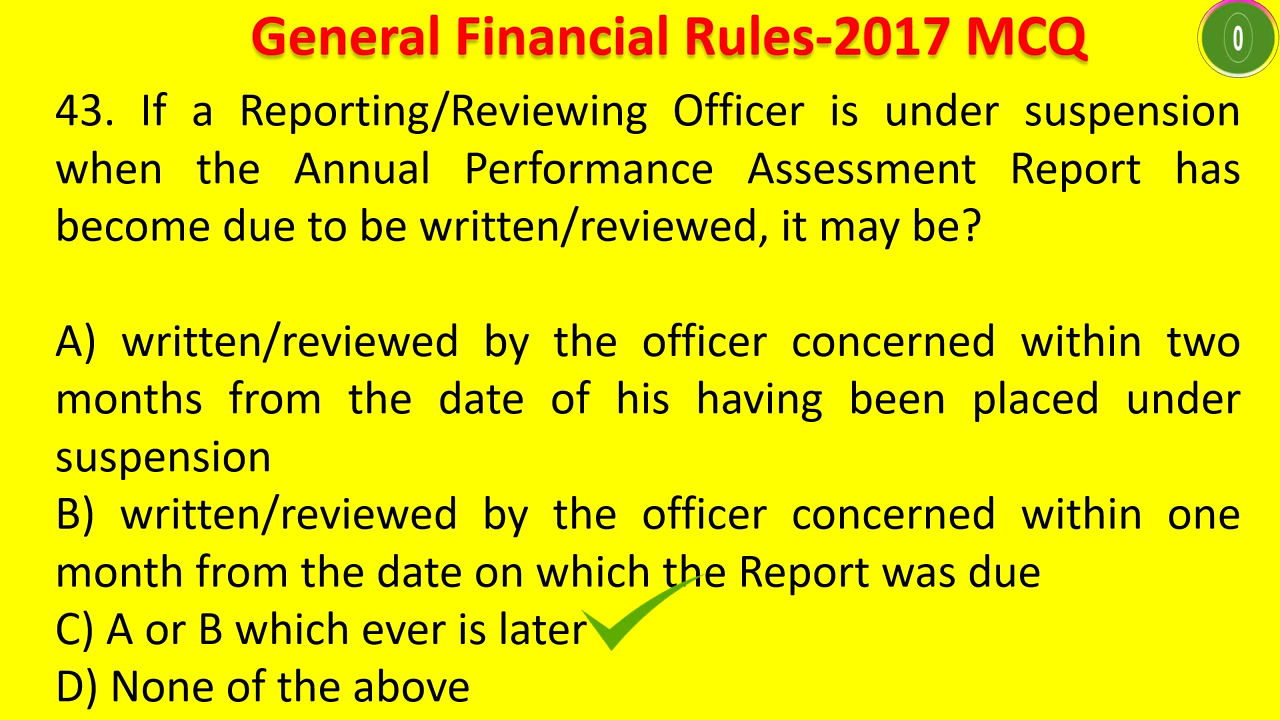 General Financial Rules-2017 MCQ
0
43. If a Reporting/Reviewing Officer is under suspension
when the Annual Performance Assessment Report has
become due to be written/reviewed, it may be?
A) written/reviewed by the officer concerned within two
months from the date of his having been placed under
suspension
B) written/reviewed by the officer concerned within one
month from the date on which the Report was due
C) A or B which ever is later
D) None of the above